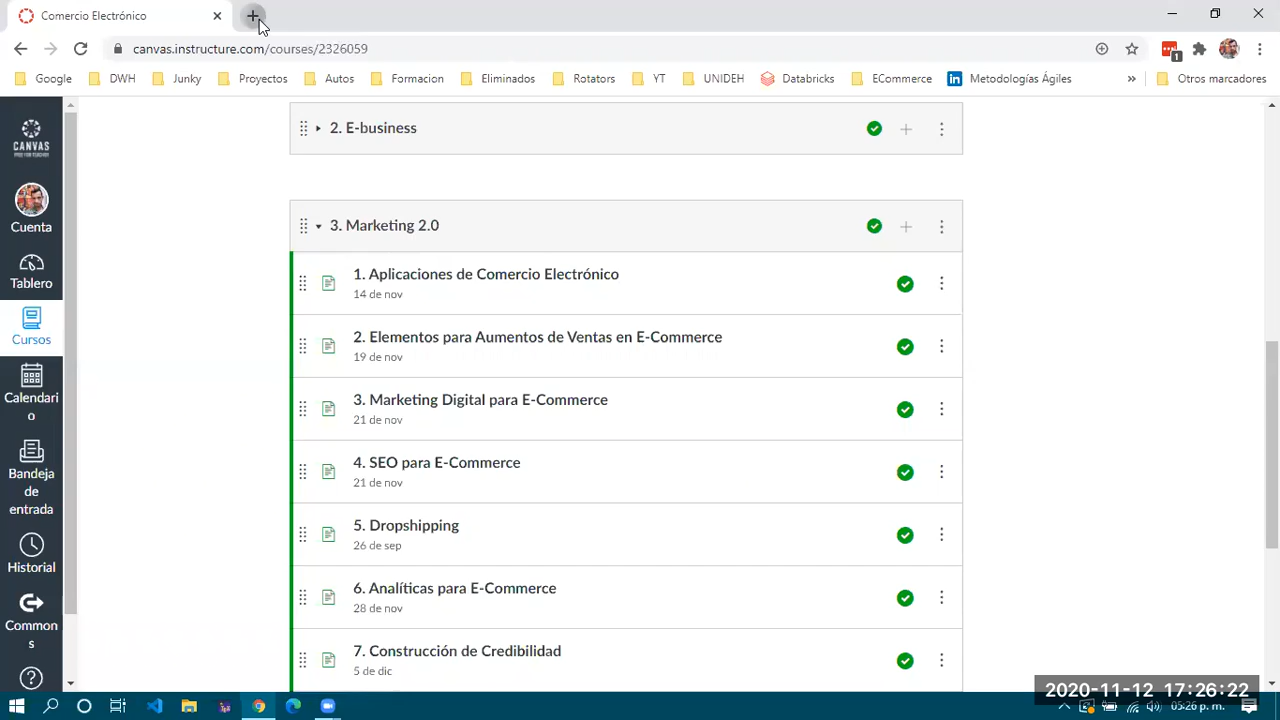 Comercio Electrónico
canvas.instructure.com/courses/2326059
1
Google
DWH
Junky
Proyectos
Autos
Formacion
Eliminados
Rotators
YT
UNIDEH
Databricks
ECommerce
in
Metodologías Ágiles
»
Otros marcadores
CANVAS
Cuenta
Tablero
Cursos
Calendari
o
Bandeja
de
entrada
Historial
Common
s
2. E-business
3. Marketing 2.0
1. Aplicaciones de Comercio Electrónico
14 de nov
2. Elementos para Aumentos de Ventas en E-Commerce
19 de nov
3. Marketing Digital para E-Commerce
21 de nov
4. SEO para E-Commerce
21 de nov
5. Dropshipping
26 de sep
6. Analíticas para E-Commerce
28 de nov
7. Construcción de Credibilidad
5 de dic
2020-11-12 17:26:22
05:26 p. m.